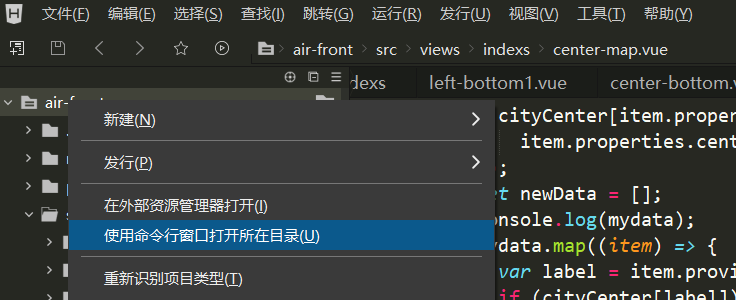 H 文件(F) 编辑(E) 选择(S) 查找(I) 跳转(G) 运行(R) 发行(U) 视图(V) 工具(T) 帮助(Y)
air-front > src > views > indexs > center-map.vue
dexs left-bottom1.vue center-bottom.v
air-front
新建(N)
发行(P)
在外部资源管理器打开(I)
使用命令行窗口打开所在目录(U)
重新识别项目类型(T)
cityCenter[item.proper
item.properties.cent
;
t newData = [];
onsole.log(mydata);
ydata.map((item) => {
var label = item.provi
if (cityCenter[label])